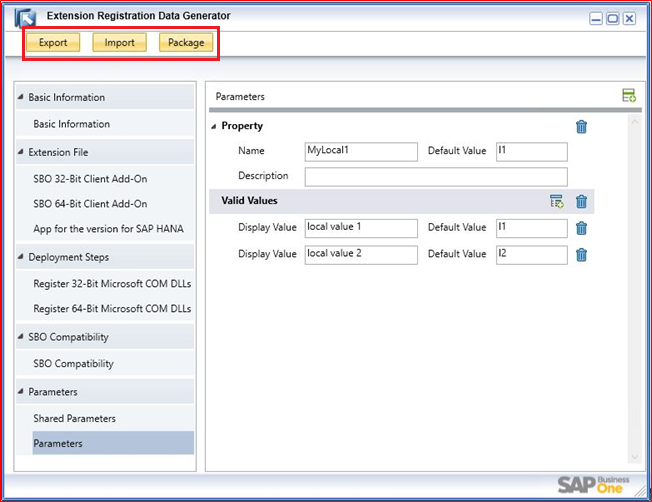 Extension Registration Data Generator
Export Import Package
Basic Information
Basic Information
Extension File
SBO 32-Bit Client Add-On
SBO 64-Bit Client Add-On
App for the version for SAP HANA
Deployment Steps
Register 32-Bit Microsoft COM DLLs
Register 64-Bit Microsoft COM DLLs
SBO Compatibility
SBO Compatibility
Parameters
Shared Parameters
Parameters
Parameters
Property
Name MyLocal1 Default Value l1
Description
Valid Values
Display Value local value 1 Default Value l1
Display Value local value 2 Default Value l2
SAP Business One